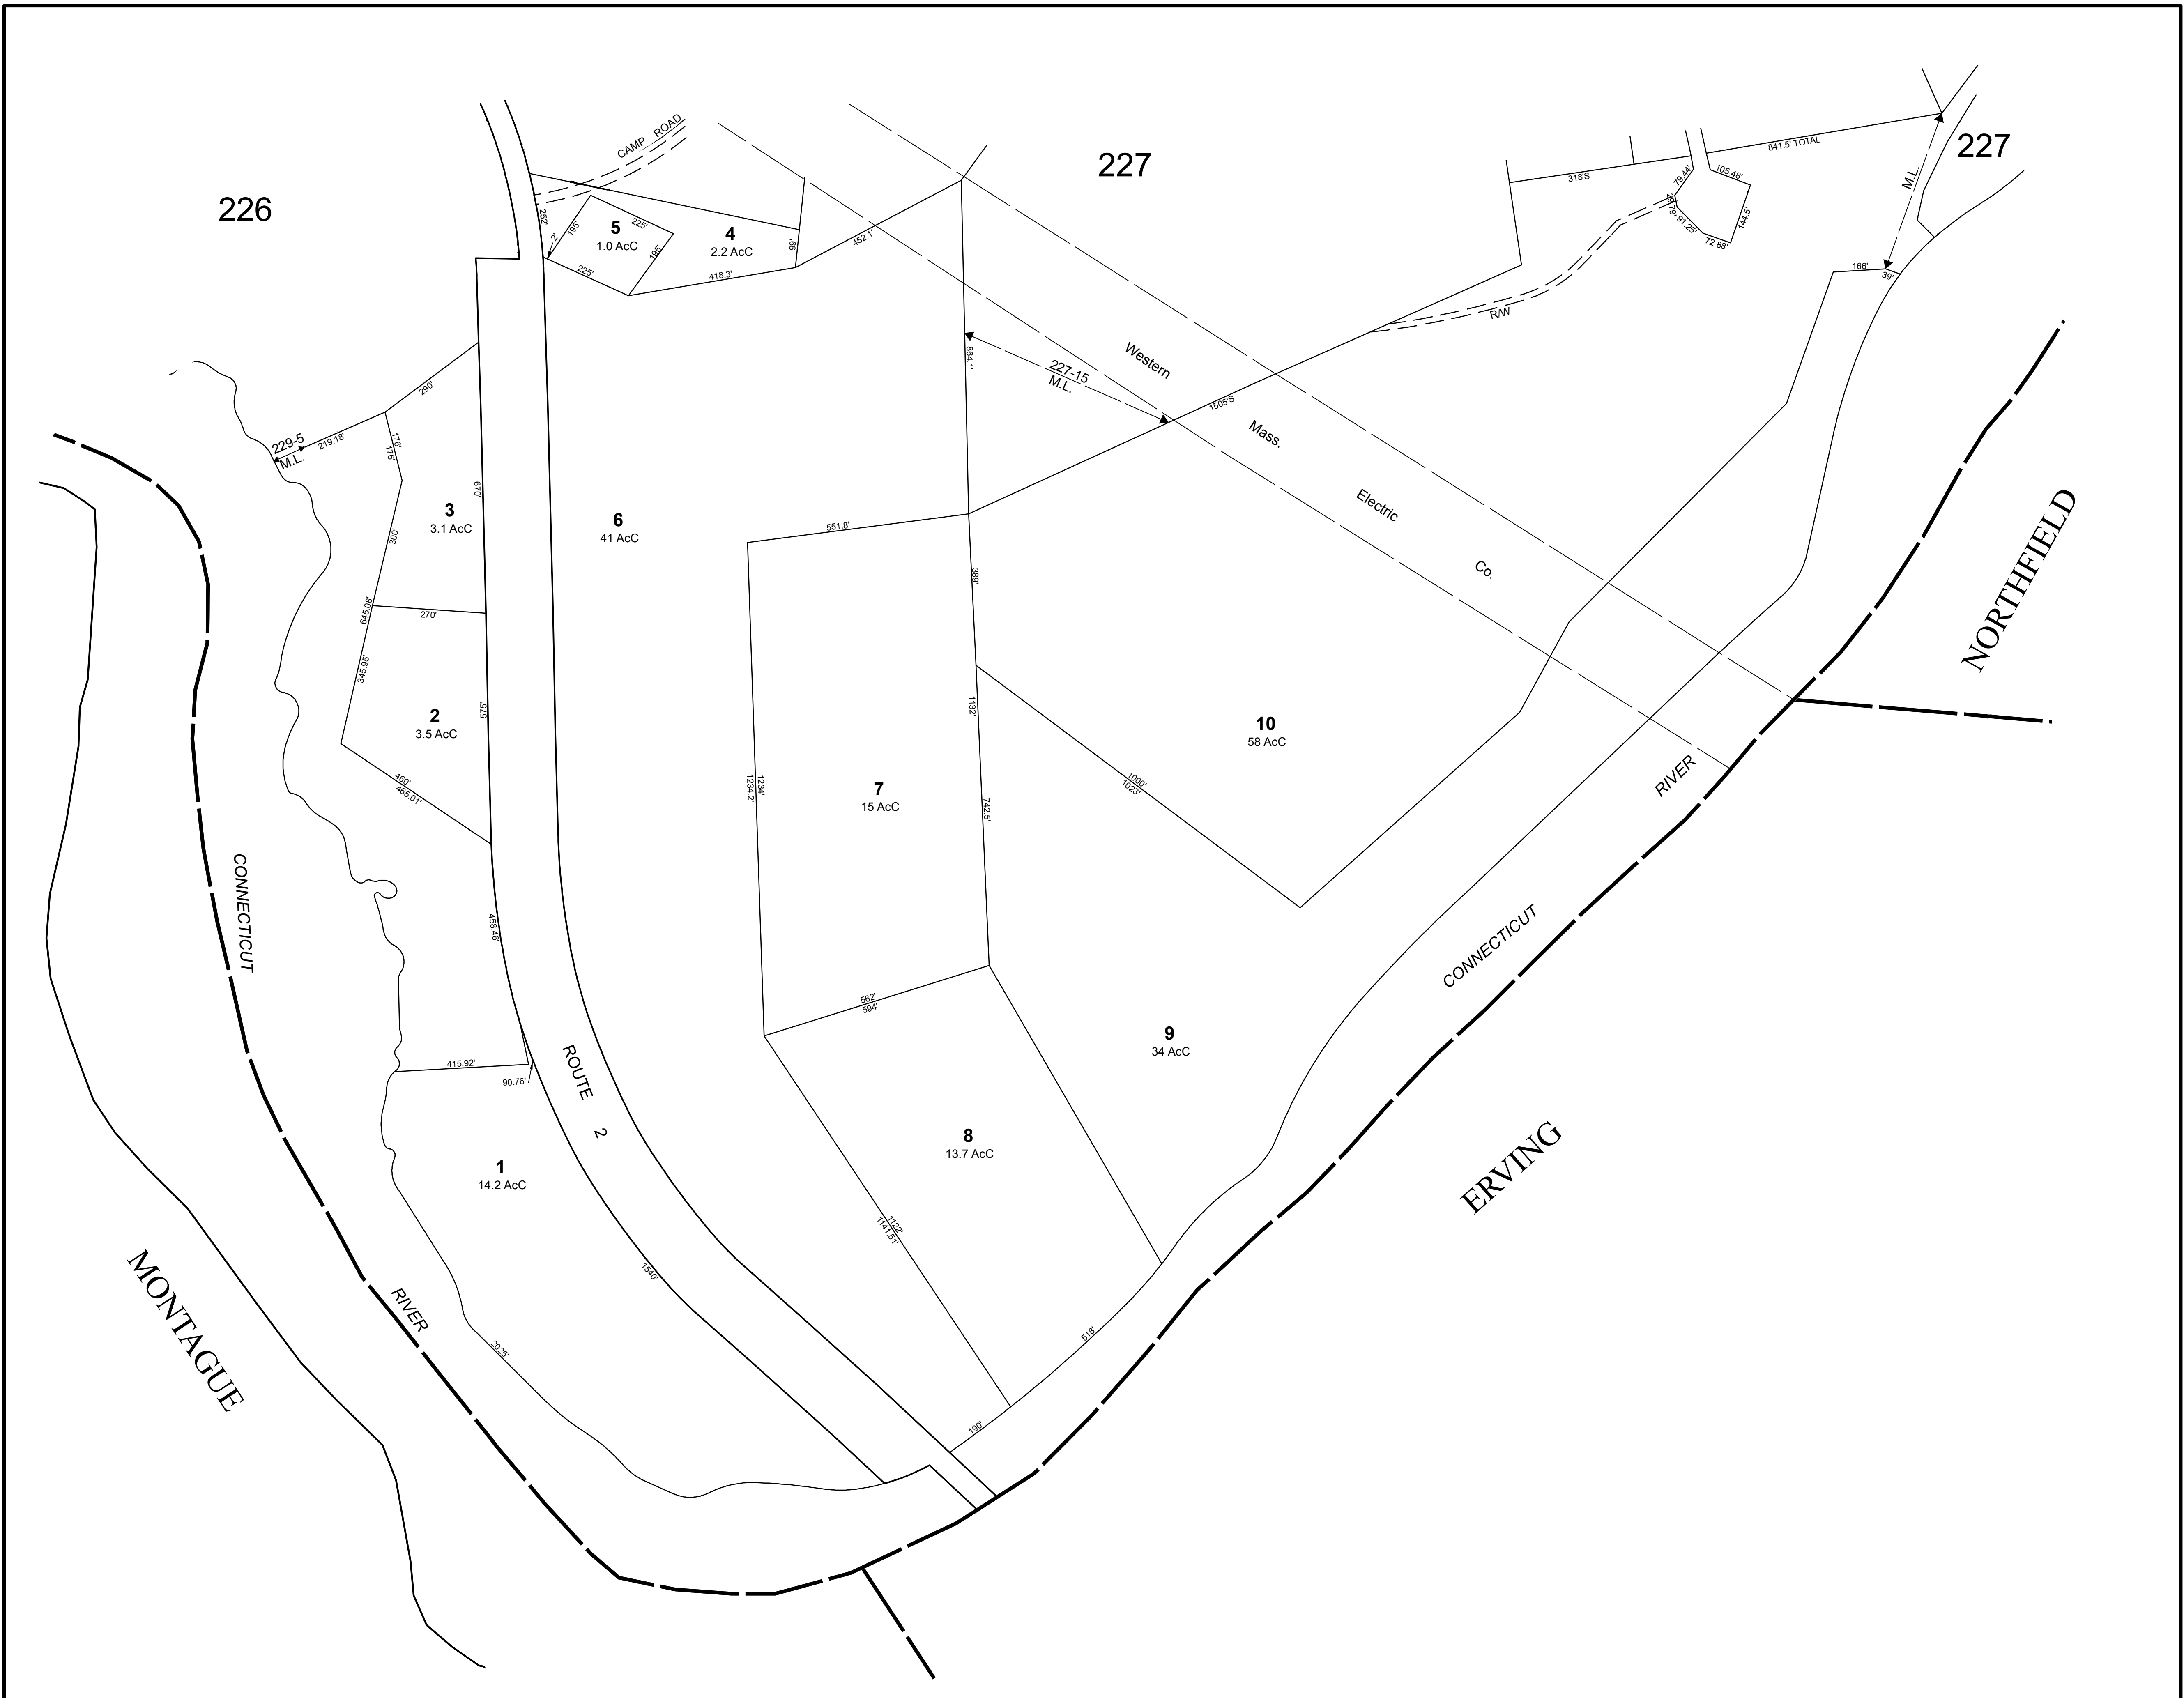 226
227
227
CAMP ROAD
252'
2'
195'
5
1.0 AcC
225'
195'
225'
4
2.2 AcC
66'
418.3'
452.1'
318'S
841.5' TOTAL
79.44'
105.48'
144.5'
72.88'
91.25'
M.L.
166'
39'
R/W
864.1'
227-15
M.L.
1505'S
Western
Mass.
Electric
Co.
290'
229-5
M.L.
219.18'
176'
176'
3
3.1 AcC
670'
300'
645.08'
270'
345.95'
2
3.5 AcC
575'
460'
465.01'
6
41 AcC
551.8'
389'
1132'
742.5'
7
15 AcC
1234'
1234.2'
10
58 AcC
1000'
1023'
NORTHFIELD
RIVER
CONNECTICUT
CONNECTICUT
458.46'
562'
594'
9
34 AcC
415.92'
90.76'
ROUTE 2
1
14.2 AcC
8
13.7 AcC
1122'
1141.51'
1540'
2025'
518'
190'
ERVING
RIVER
MONTAGUE